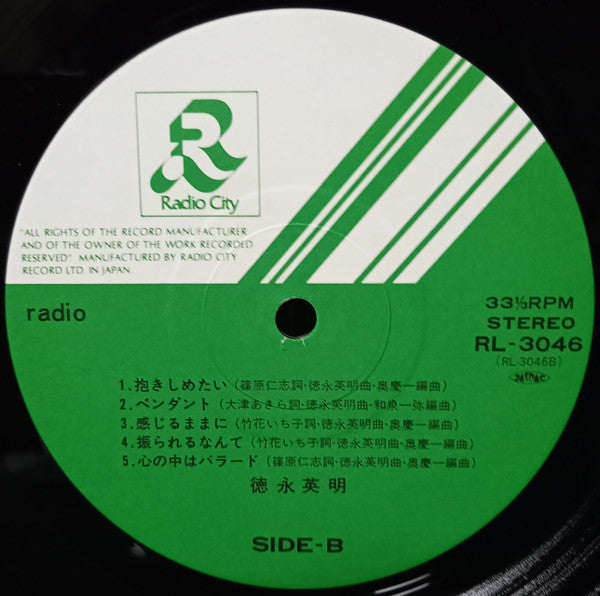 R
Radio City
"ALL RIGHTS OF THE RECORD MANUFACTURER
AND OF THE OWNER OF THE WORK RECORDED
RESERVED" MANUFACTURED BY RADIO CITY
RECORD LTD. IN JAPAN.
radio
33⅓RPM
STEREO
RL-3046
(RL-3046B)
JASRAC
1.抱きしめたい(篠原仁志詞·徳永英明曲·奥慶一編曲)
2.ペンダント(大津あきら詞·徳永英明曲·和泉一弥編曲)
3.感じるままに(竹花いち子詞·徳永英明曲·奥慶一編曲)
4.振られるなんて(竹花いち子詞·徳永英明曲·奥慶一編曲)
5.心の中はバラード(篠原仁志詞·徳永英明曲·奥慶一編曲)
徳永英明
SIDE-B